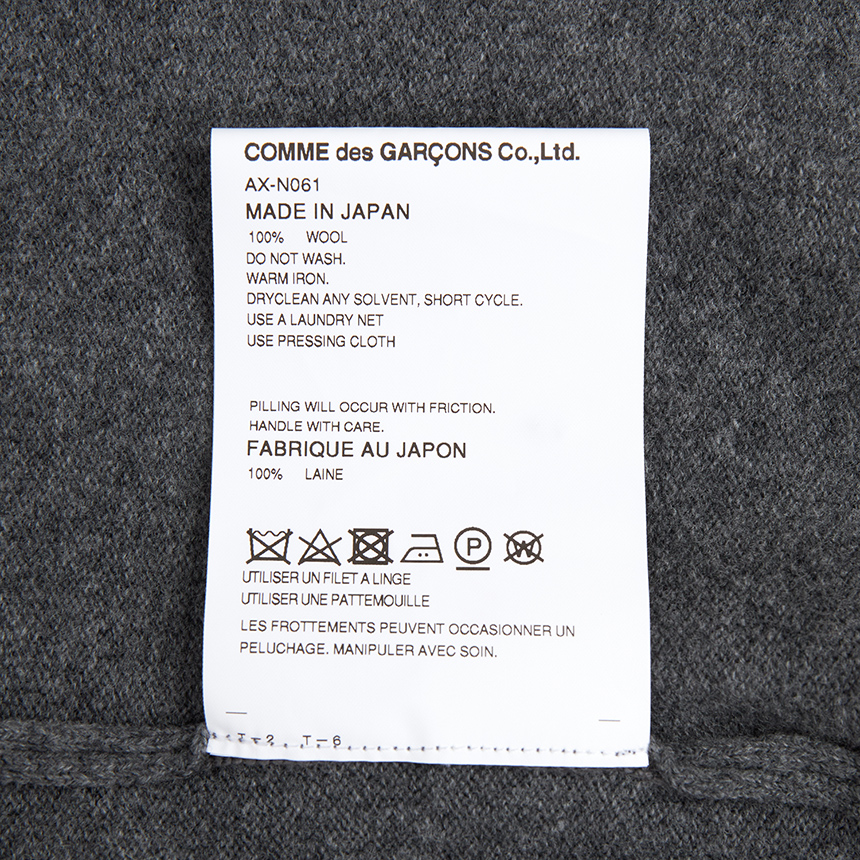 COMME des GARÇONS Co.,Ltd.
AX-N061
MADE IN JAPAN
100% WOOL
DO NOT WASH.
WARM IRON.
DRYCLEAN ANY SOLVENT, SHORT CYCLE.
USE A LAUNDRY NET
USE PRESSING CLOTH
PILLING WILL OCCUR WITH FRICTION.
HANDLE WITH CARE.
FABRIQUE AU JAPON
100% LAINE
P W
UTILISER UN FILET A LINGE
UTILISER UNE PATTEMOUILLE
LES FROTTEMENTS PEUVENT OCCASIONNER UN
PELUCHAGE. MANIPULER AVEC SOIN.
T-2 T-6